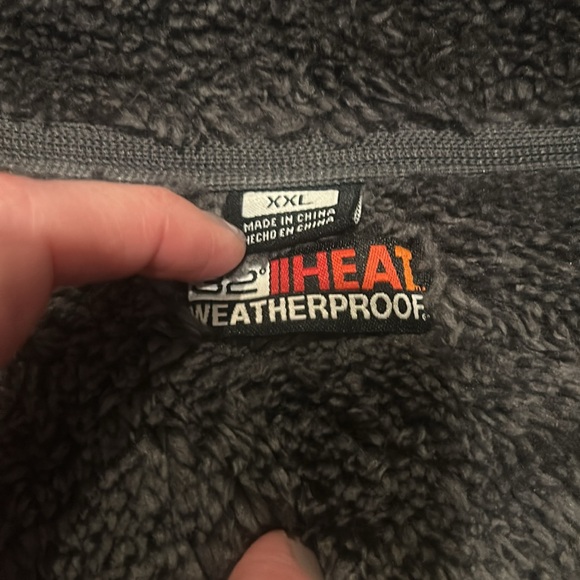 XXL
MADE IN CHINA
HECHO EN CHINA
32° HEAT
WEATHERPROOF